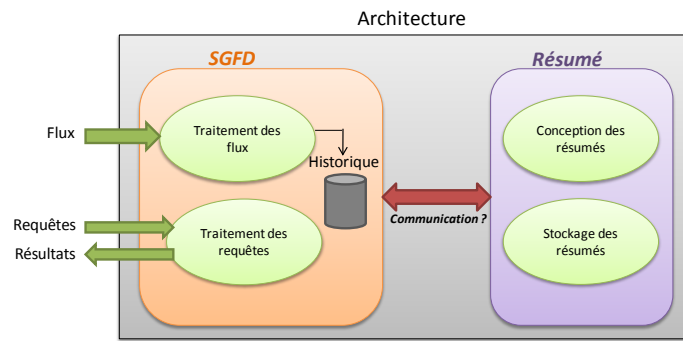 Architecture
SGFD
Résumé
Flux
Traitement des
flux
Historique
Conception des
résumés
Communication ?
Requêtes
Résultats
Traitement des
requêtes
Stockage des
résumés